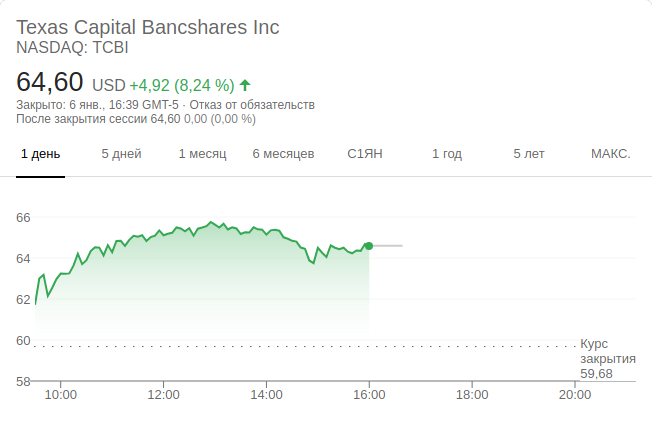 Texas Capital Bancshares Inc
NASDAQ: TCBI
64,60 USD +4,92 (8,24 %)
Закрыто: 6 янв., 16:39 GMT-5 · Отказ от обязательств
После закрытия сессии 64,60 0,00 (0,00 %)
1 день 5 дней 1 месяц 6 месяцев С1ЯН 1 год 5 лет МАКС.
66
64
62
60
Курс
закрытия
59,68
58
10:00 12:00 14:00 16:00 18:00 20:00